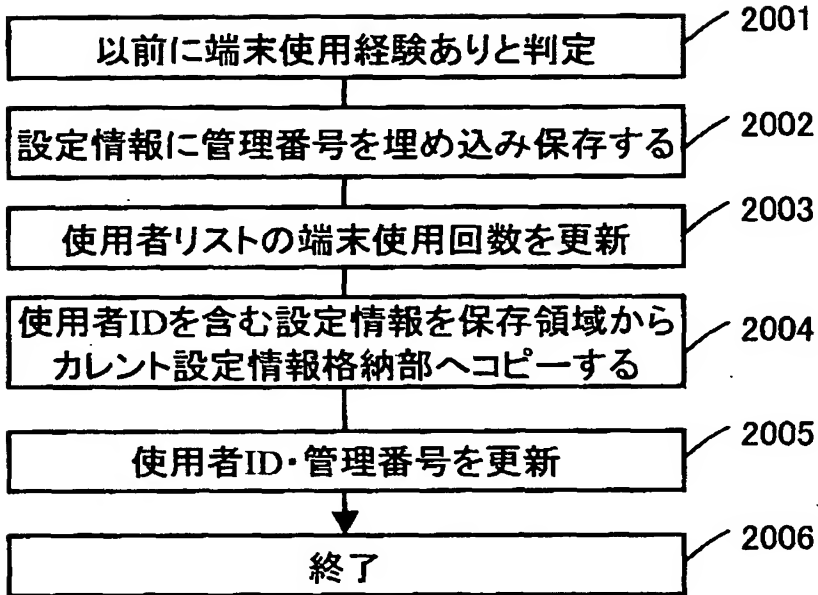 2001
以前に端末使用経験ありと判定
2002
設定情報に管理番号を埋め込み保存する
2003
使用者リストの端末使用回数を更新
2004
使用者IDを含む設定情報を保存領域から
カレント設定情報格納部へコピーする
2005
使用者ID・管理番号を更新
2006
終了